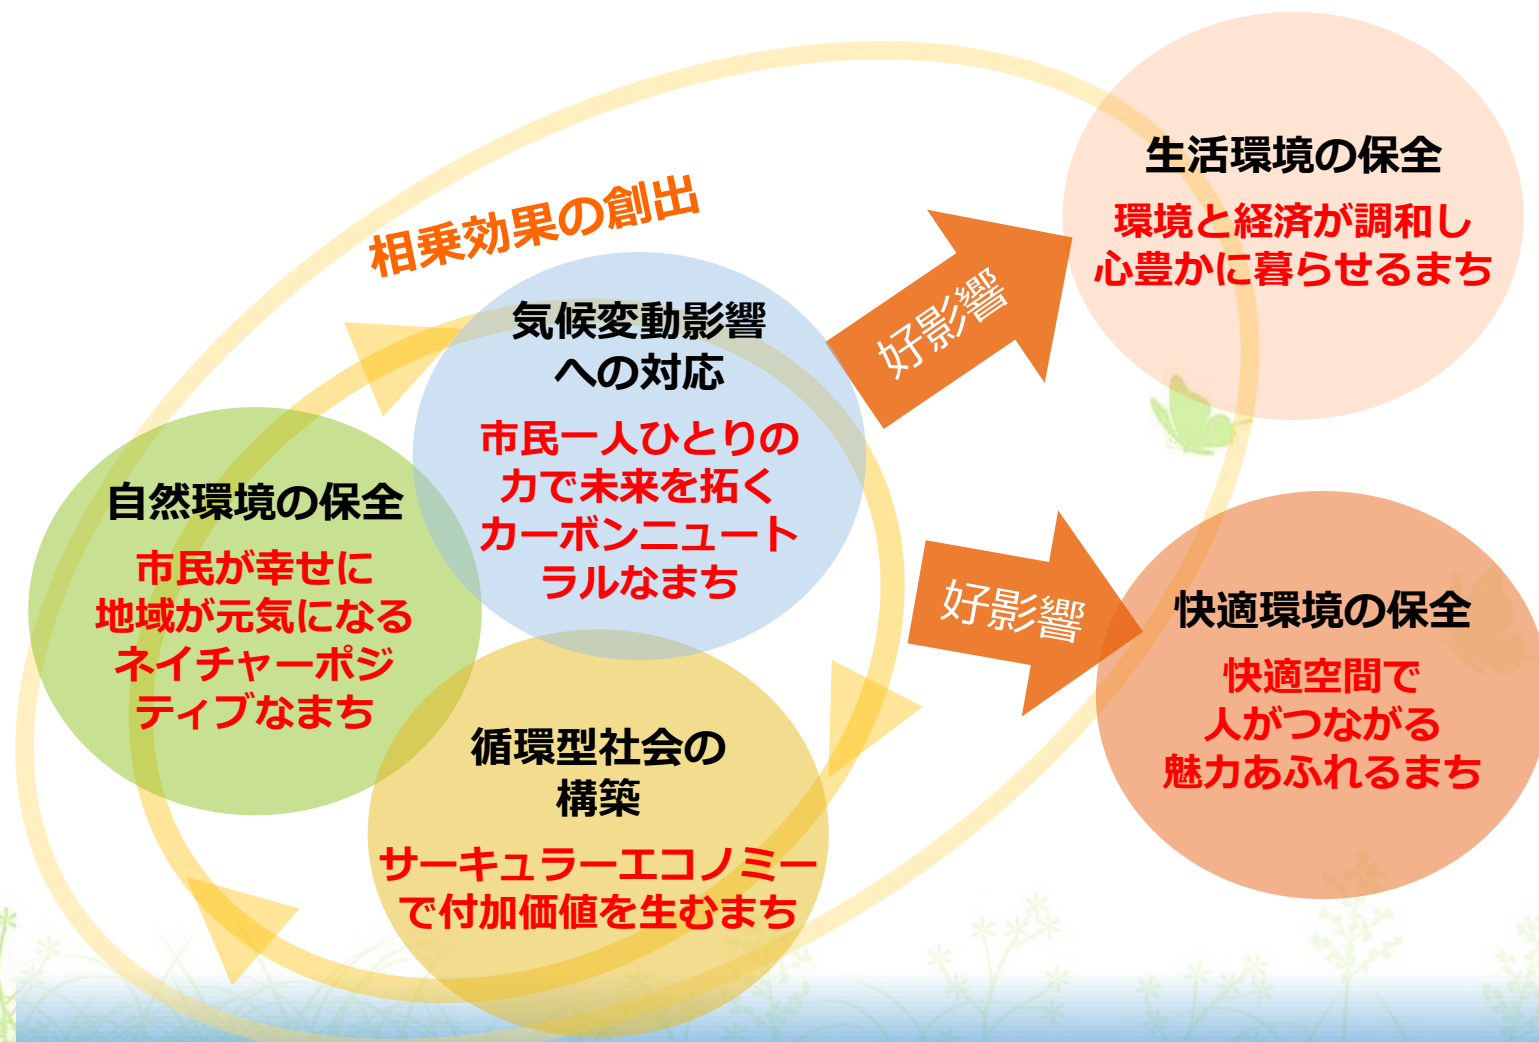 相乗効果の創出
気候変動影響
への対応
市民一人ひとりの
力で未来を拓く
カーボンニュート
ラルなまち
自然環境の保全
市民が幸せに
地域が元気になる
ネイチャーポジ
ティブなまち
循環型社会の
構築
サーキュラーエコノミー
で付加価値を生むまち
好影響
好影響
生活環境の保全
環境と経済が調和し
心豊かに暮らせるまち
快適環境の保全
快適空間で
人がつながる
魅力あふれるまち